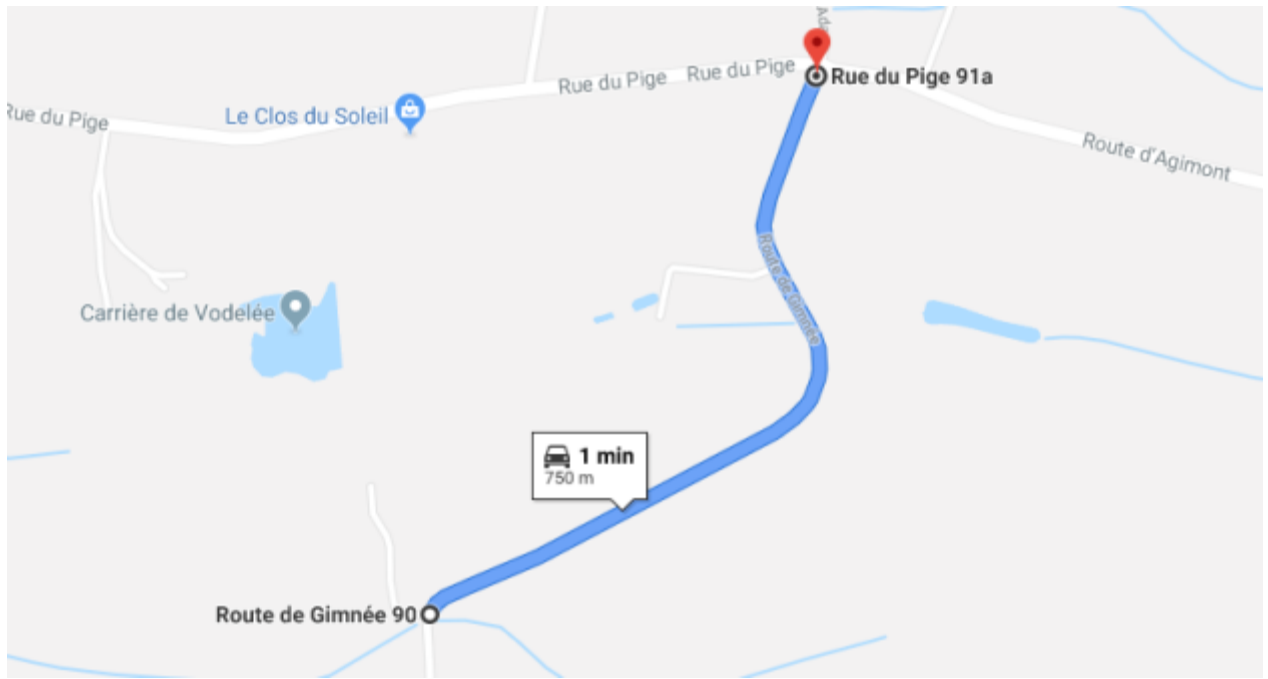 Ada
Rue du Pige 91a
Rue du Pige
Rue du Pige
Le Clos du Soleil
Rue du Pige
Route d'Agimont
Route de Gimnée
Carrière de Vodelée
1 min
750 m
Route de Gimnée 90